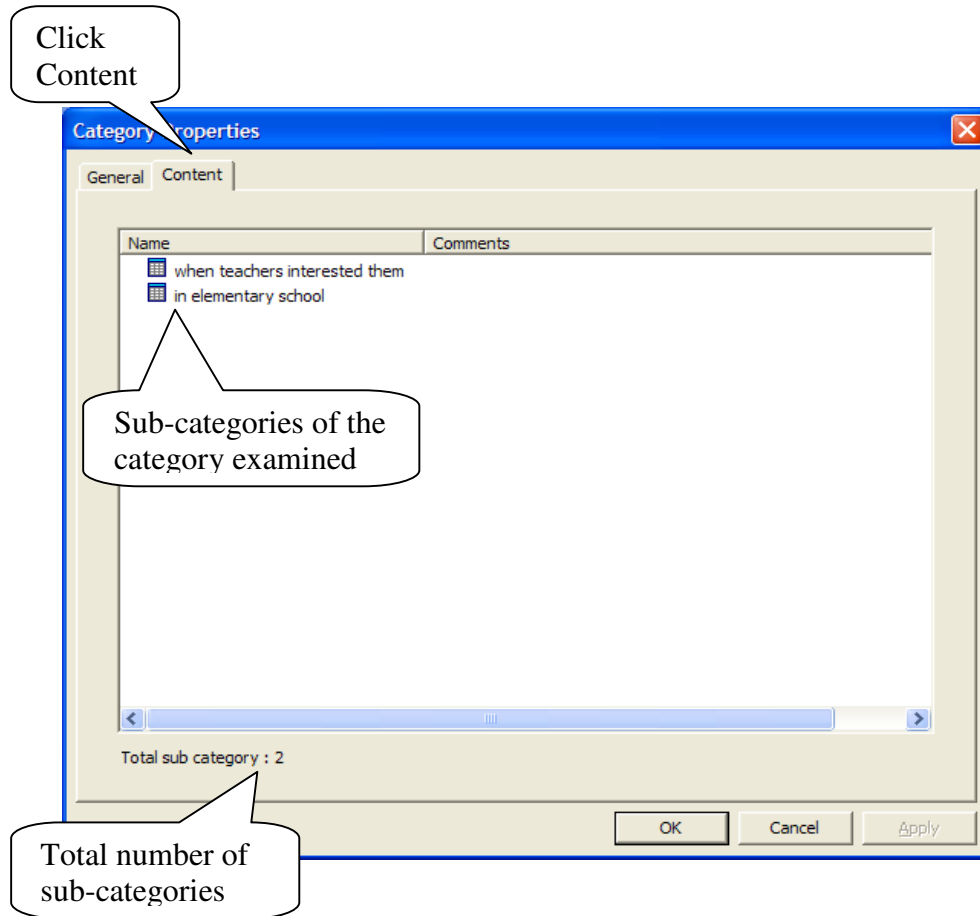 Click
Content
Category Properties
General Content
Name Comments
when teachers interested them
in elementary school
Sub-categories of the
category examined
Total sub category : 2
OK Cancel Apply
Total number of
sub-categories